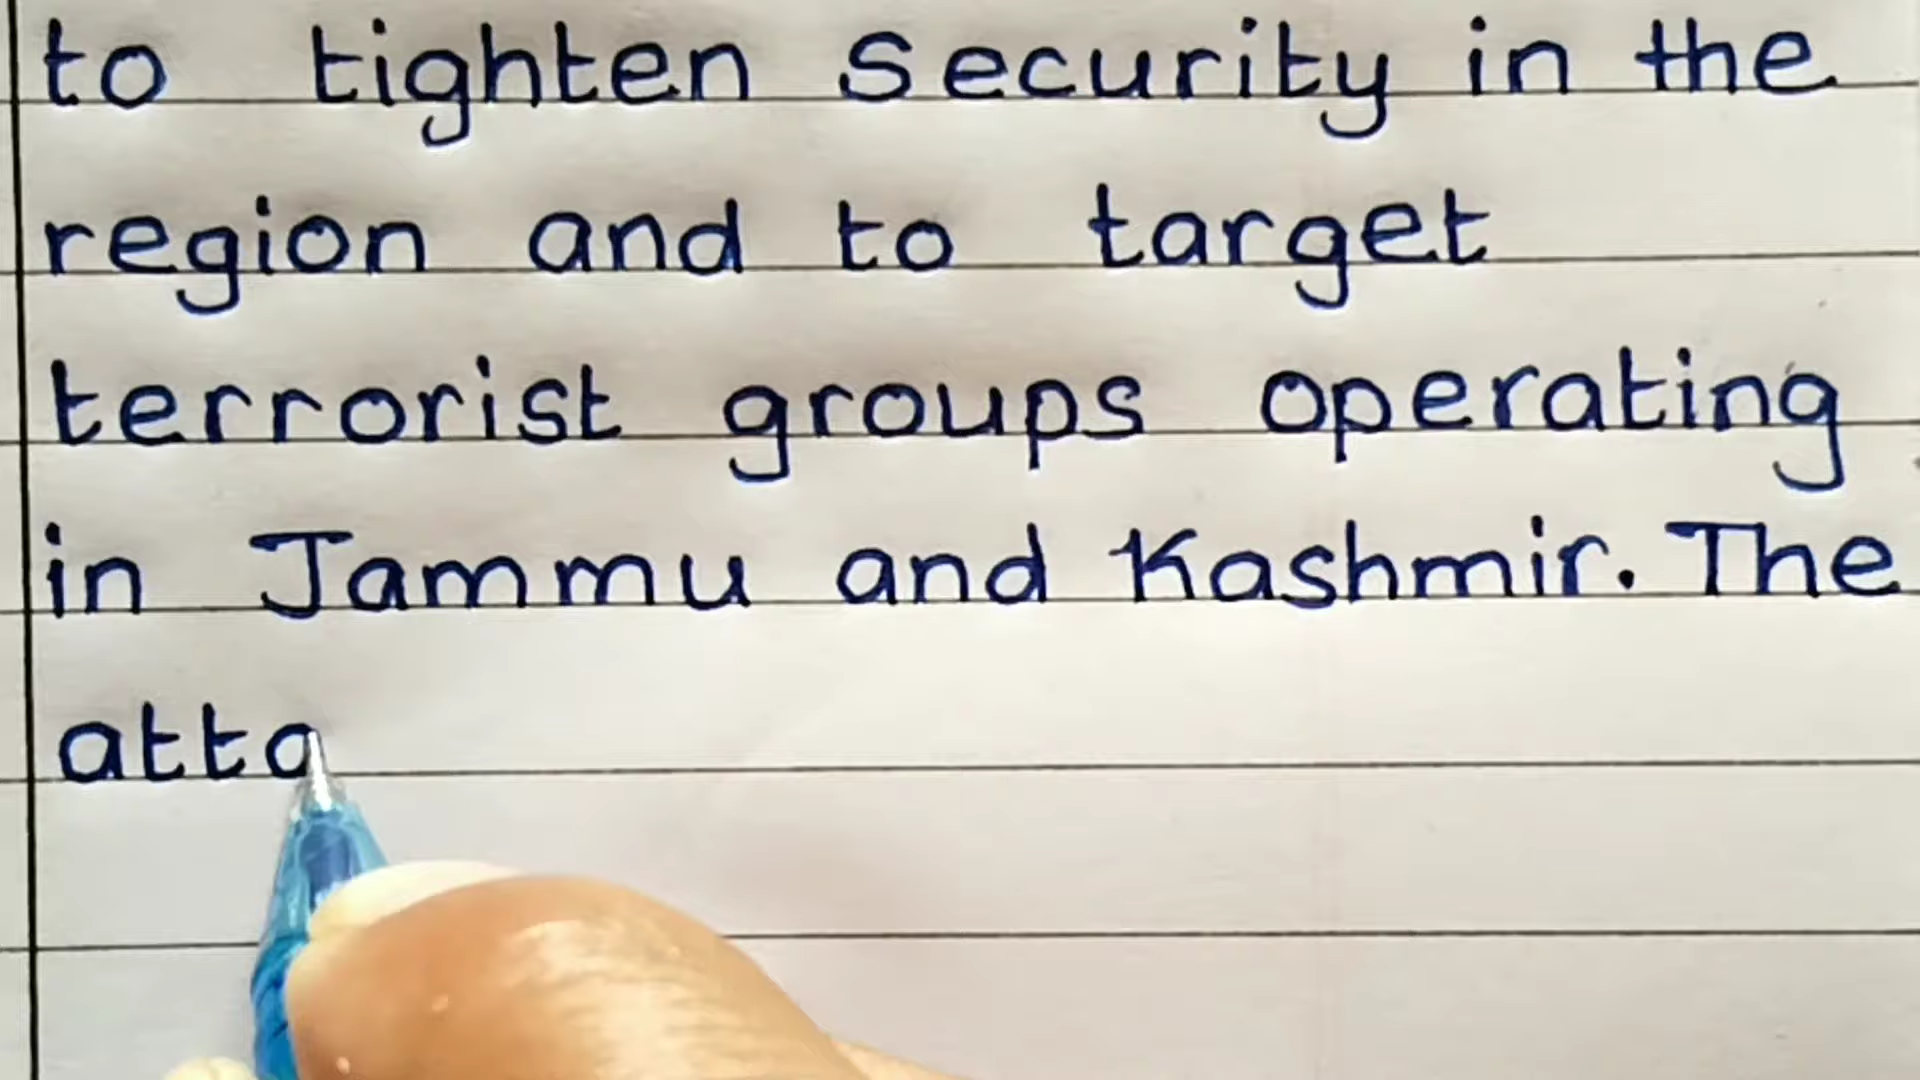 to tighten security in the
region and to target
terrorist groups operating
in Jammu and Kashmir. The
atta